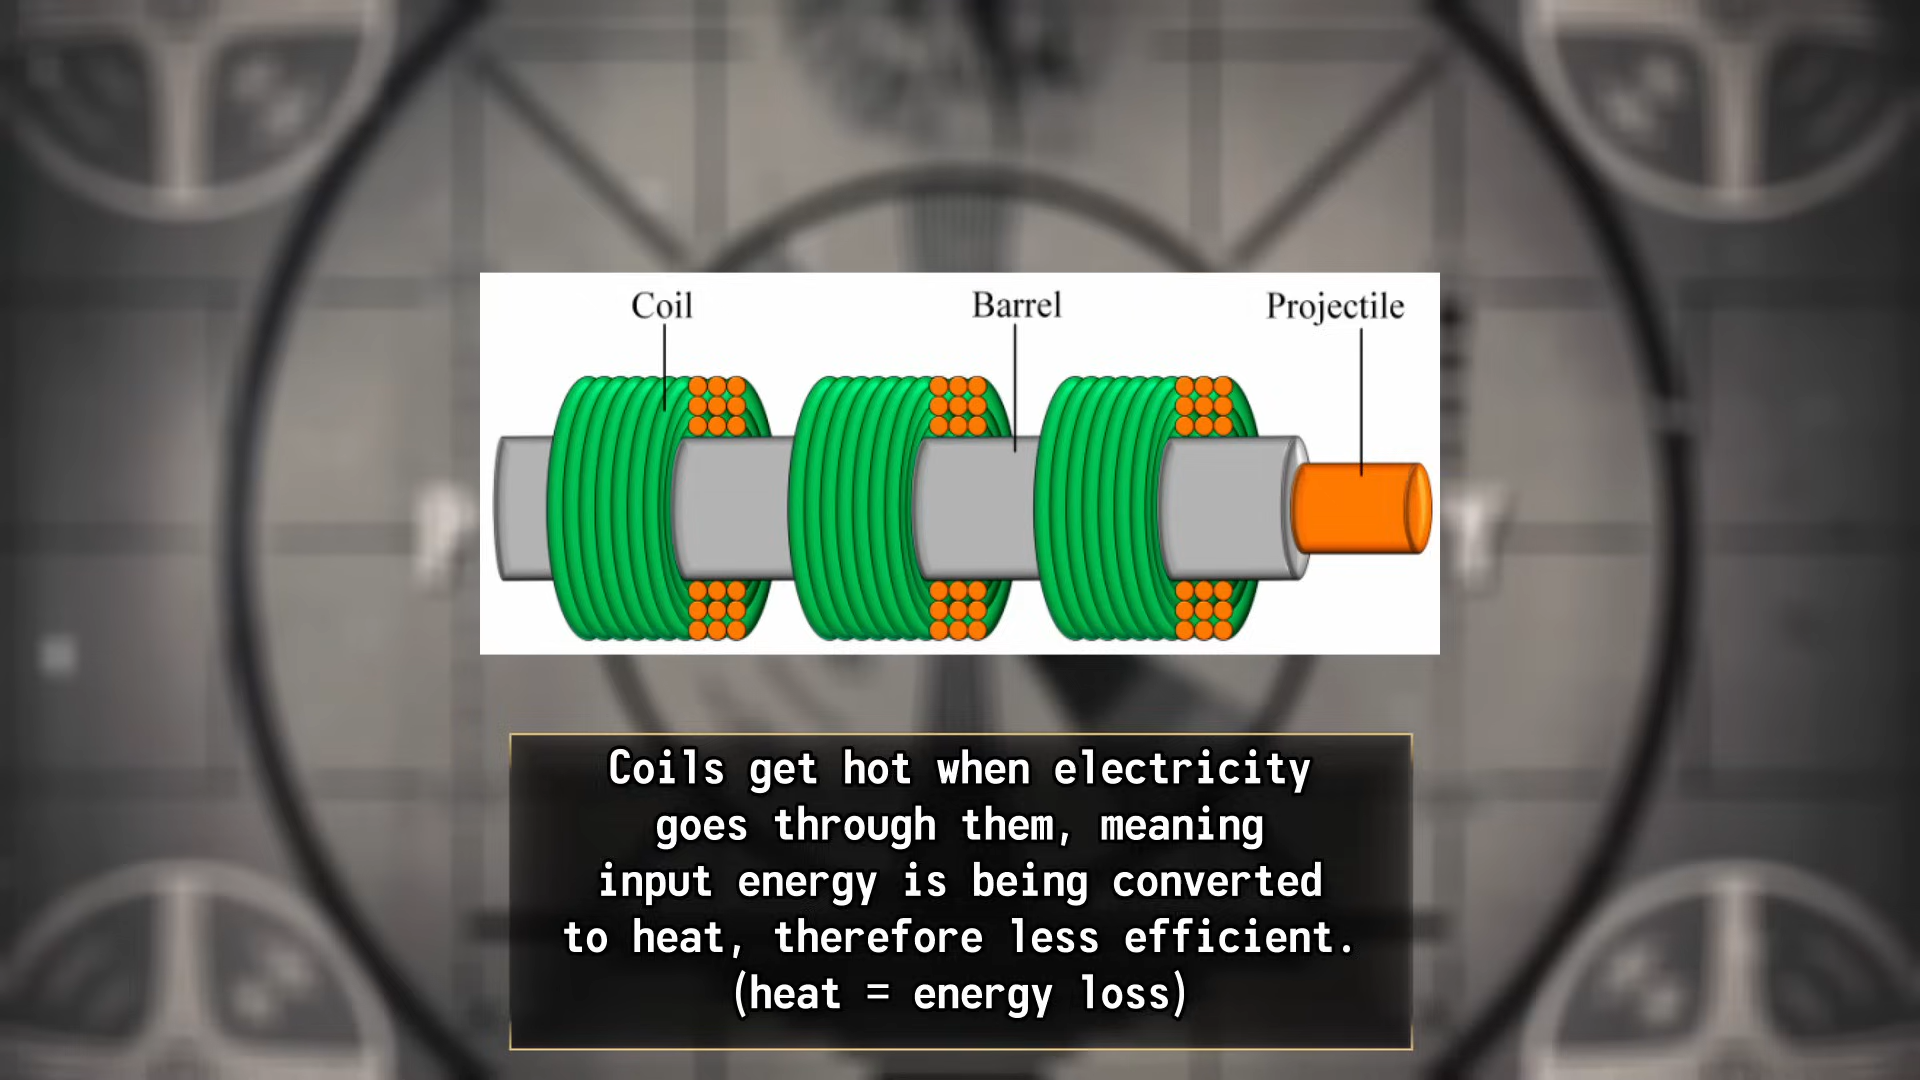 Coil Barrel Projectile
Coils get hot when electricity
goes through them, meaning
input energy is being converted
to heat, therefore less efficient.
(heat = energy loss)